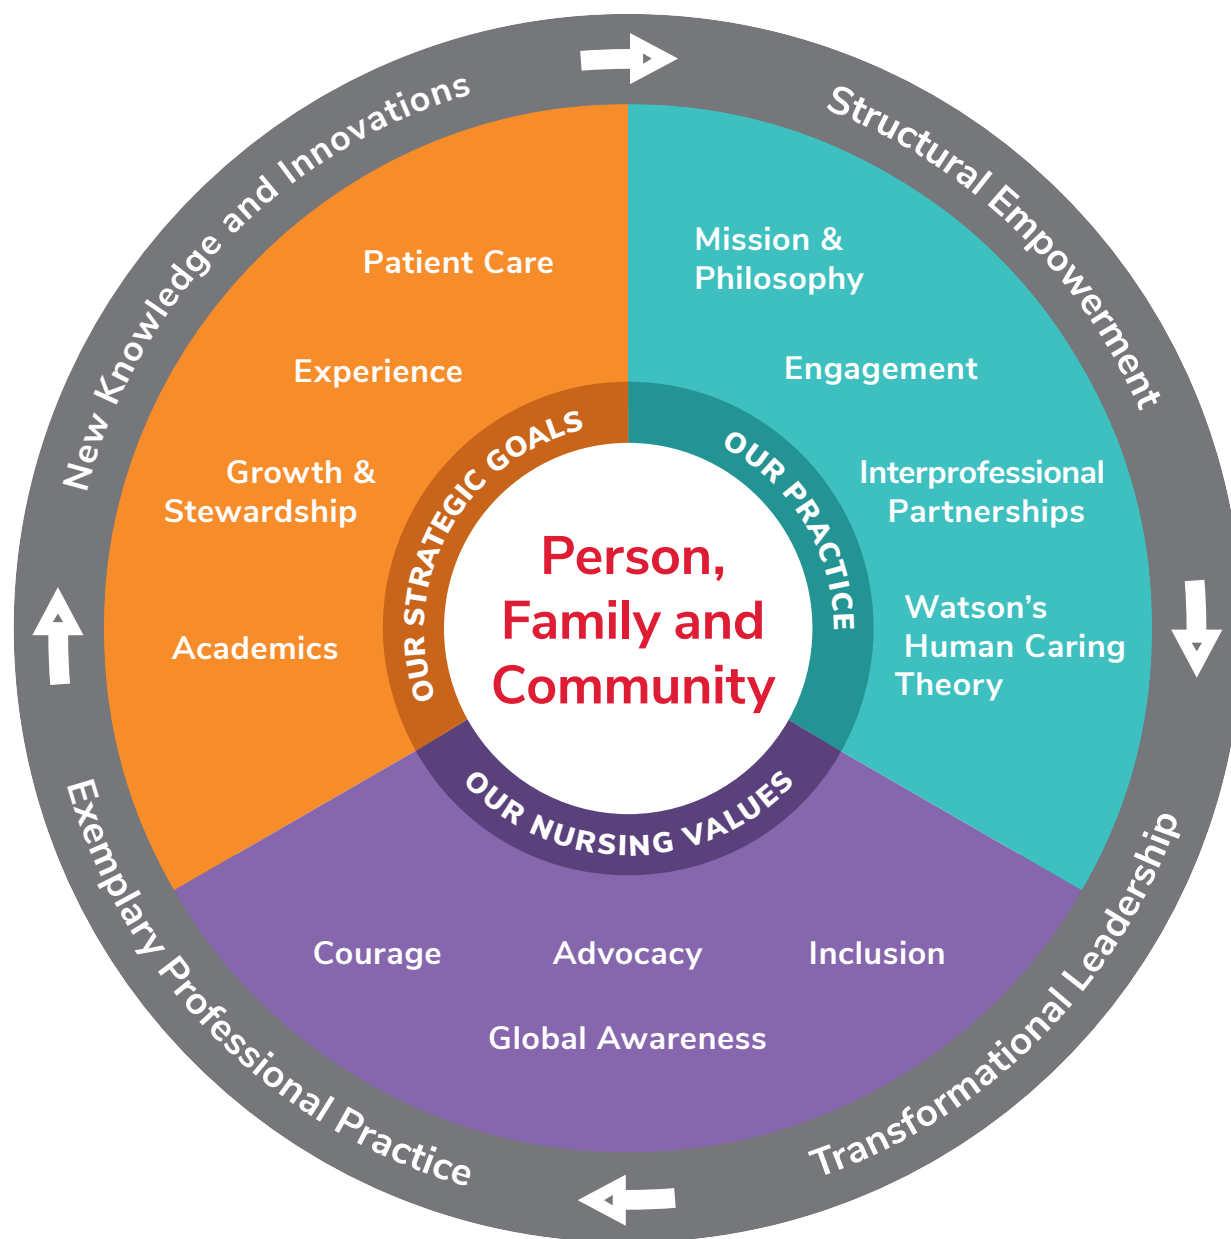 New Knowledge and Innovations
Structural Empowerment
Transformational Leadership
Exemplary Professional Practice
OUR STRATEGIC GOALS
Patient Care
Experience
Growth &
Stewardship
Academics
OUR PRACTICE
Mission &
Philosophy
Engagement
Interprofessional
Partnerships
Watson’s
Human Caring
Theory
Person,
Family and
Community
OUR NURSING VALUES
Courage
Advocacy
Inclusion
Global Awareness